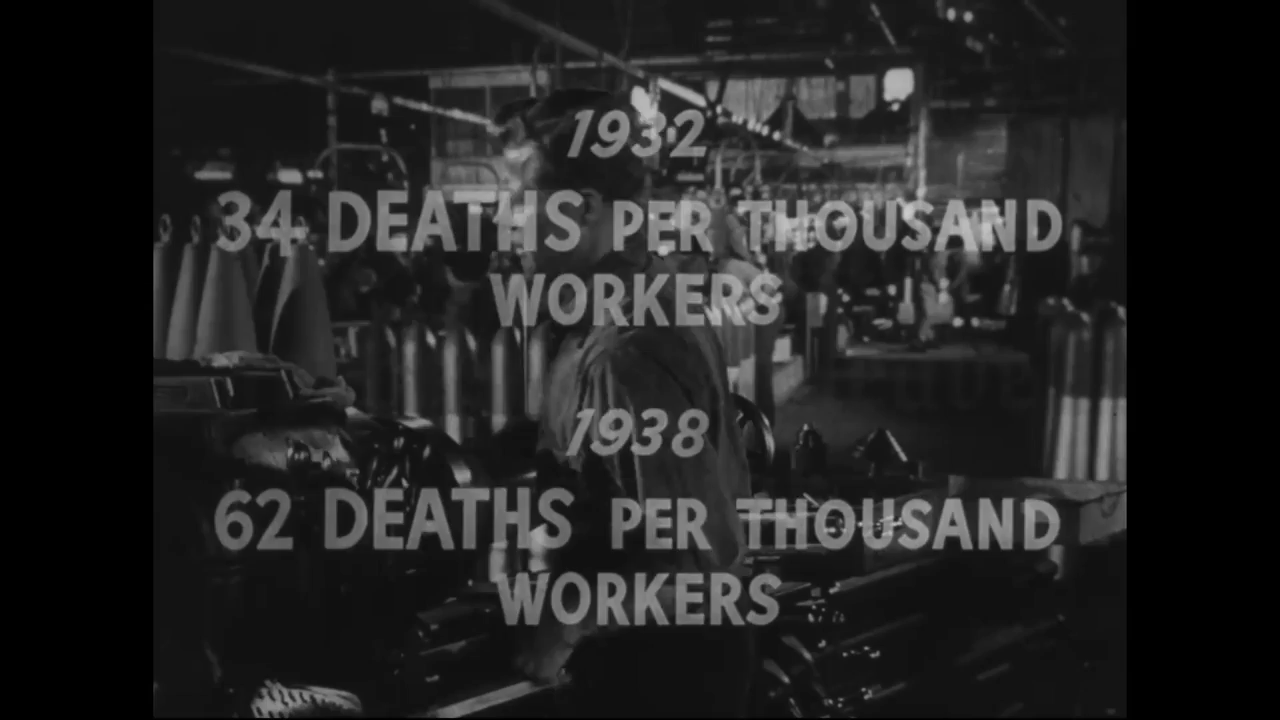 1932
34 DEATHS PER THOUSAND
WORKERS
1938
62 DEATHS PER THOUSAND
WORKERS